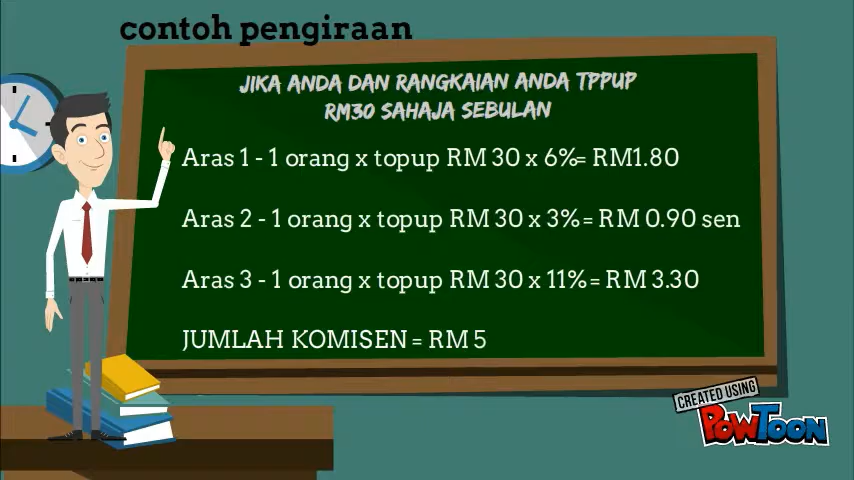 contoh pengiraan
JIKA ANDA DAN RANGKAIAN ANDA TPPUP
RM30 SAHAJA SEBULAN
Aras 1 - 1 orang x topup RM 30 x 6%= RM1.80
Aras 2 - 1 orang x topup RM 30 x 3% = RM 0.90 sen
Aras 3 - 1 orang x topup RM 30 x 11% = RM 3.30
JUMLAH KOMISEN = RM 5
CREATED USING
POWTOON